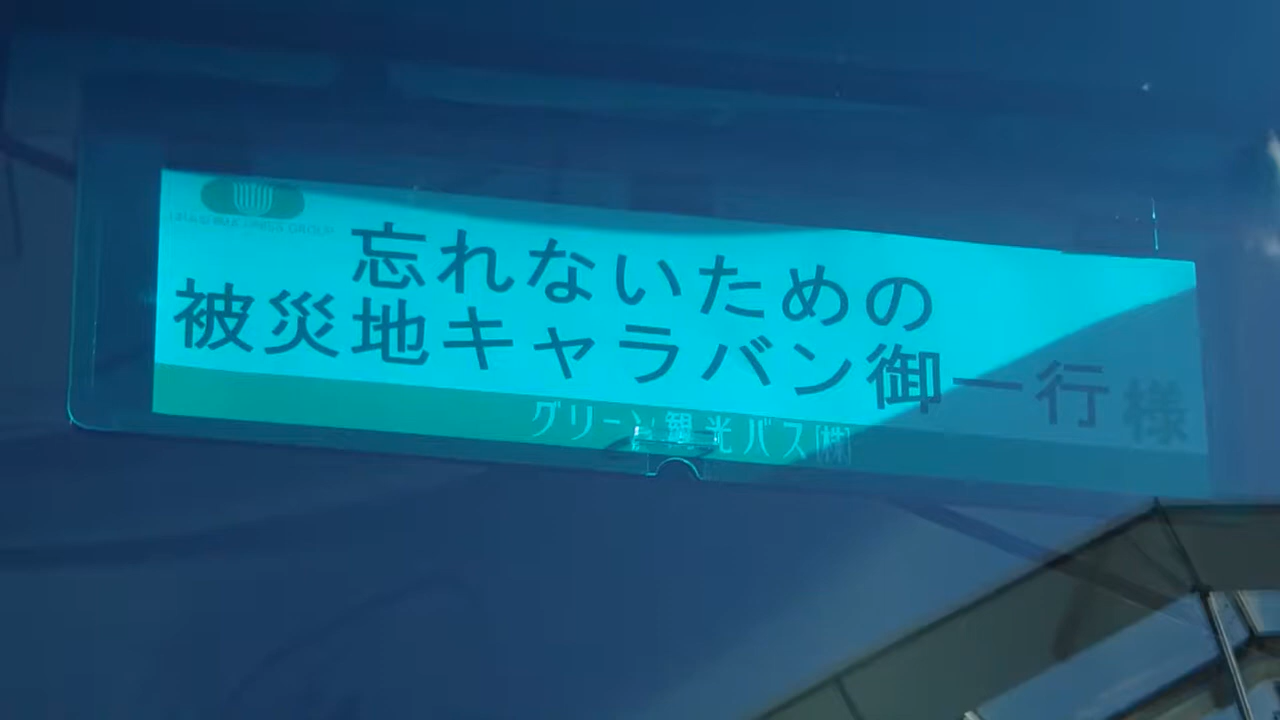 忘れないための
被災地キャラバン御一行様
グリーン観光バス(株)